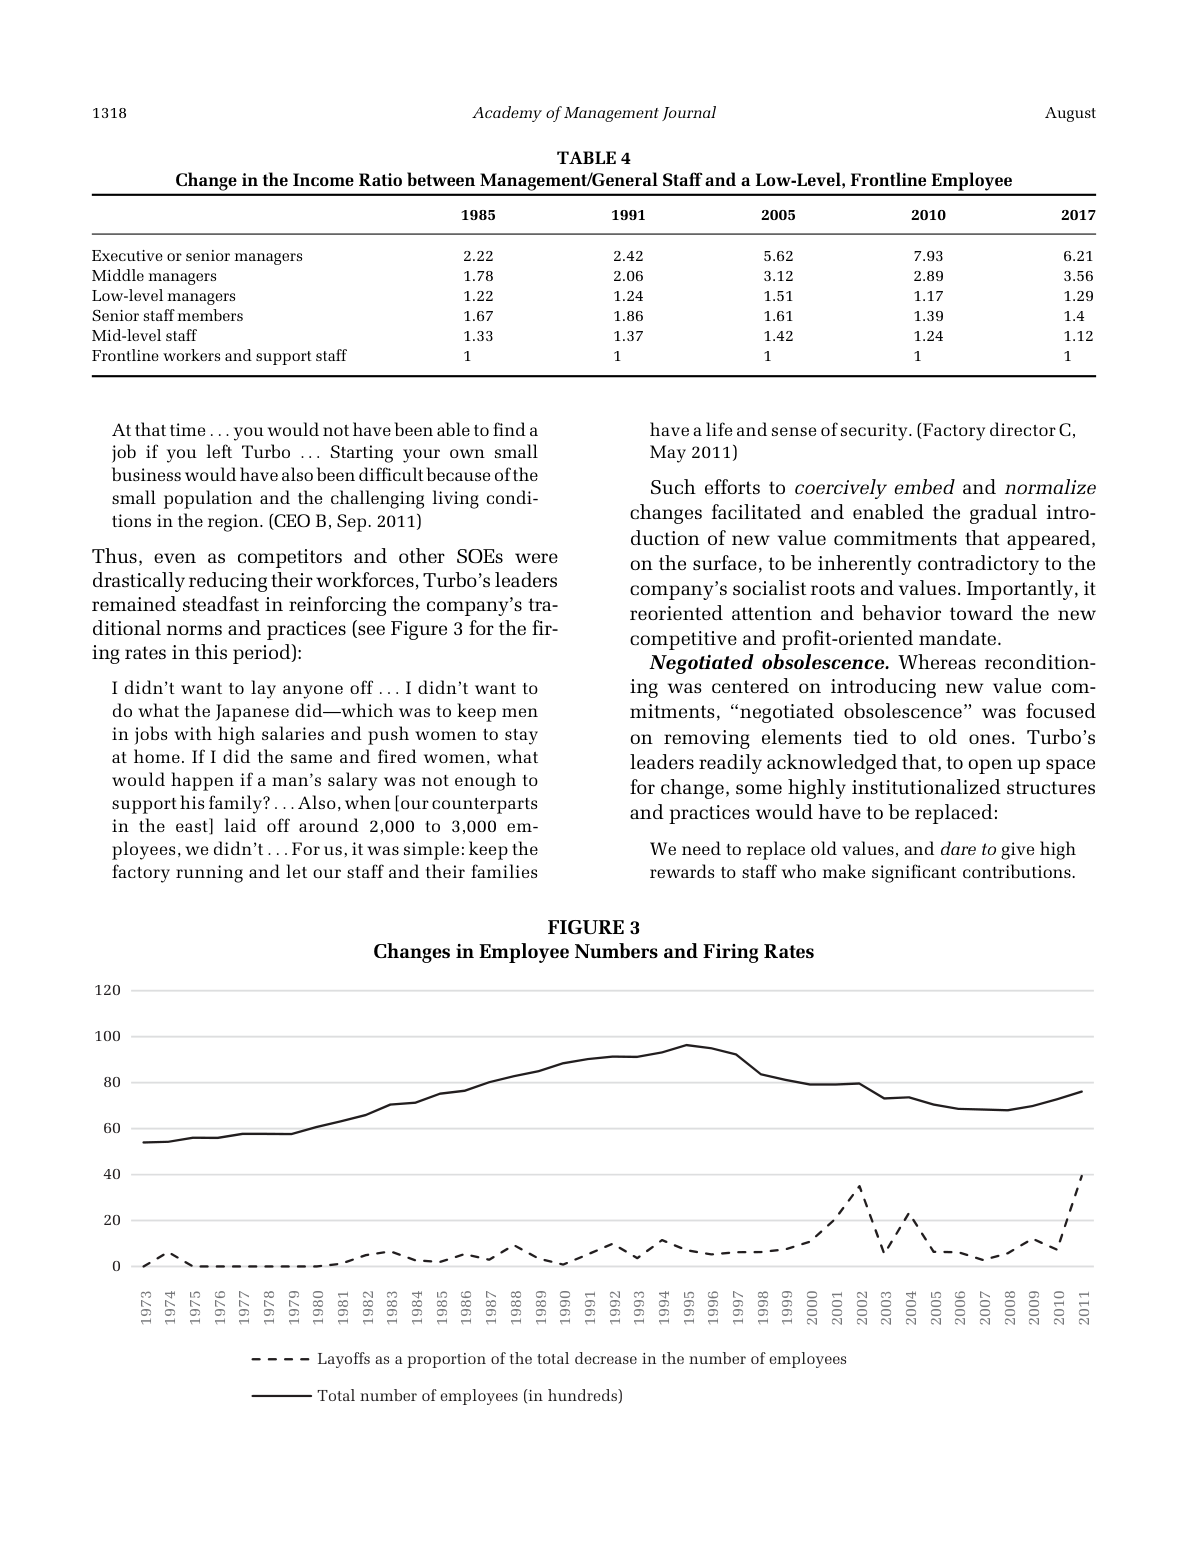 1318 Academy of Management Journal August
TABLE 4
Change in the Income Ratio between Management/General Staff and a Low-Level, Frontline Employee
1985 1991 2005 2010 2017
Executive or senior managers 2.22 2.42 5.62 7.93 6.21
Middle managers 1.78 2.06 3.12 2.89 3.56
Low-level managers 1.22 1.24 1.51 1.17 1.29
Senior staff members 1.67 1.86 1.61 1.39 1.4
Mid-level staff 1.33 1.37 1.42 1.24 1.12
Frontline workers and support staff 1 1 1 1 1
At that time . . . you would not have been able to find a
job if you left Turbo . . . Starting your own small
business would have also been difficult because of the
small population and the challenging living condi-
tions in the region. (CEO B, Sep. 2011)
Thus, even as competitors and other SOEs were
drastically reducing their workforces, Turbo’s leaders
remained steadfast in reinforcing the company’s tra-
ditional norms and practices (see Figure 3 for the fir-
ing rates in this period):
I didn’t want to lay anyone off . . . I didn’t want to
do what the Japanese did—which was to keep men
in jobs with high salaries and push women to stay
at home. If I did the same and fired women, what
would happen if a man’s salary was not enough to
support his family? . . . Also, when [our counterparts
in the east] laid off around 2,000 to 3,000 em-
ployees, we didn’t . . . For us, it was simple: keep the
factory running and let our staff and their families
have a life and sense of security. (Factory director C,
May 2011)
Such efforts to coercively embed and normalize
changes facilitated and enabled the gradual intro-
duction of new value commitments that appeared,
on the surface, to be inherently contradictory to the
company’s socialist roots and values. Importantly, it
reoriented attention and behavior toward the new
competitive and profit-oriented mandate.
Negotiated obsolescence. Whereas recondition-
ing was centered on introducing new value com-
mitments, “negotiated obsolescence” was focused
on removing elements tied to old ones. Turbo’s
leaders readily acknowledged that, to open up space
for change, some highly institutionalized structures
and practices would have to be replaced:
We need to replace old values, and dare to give high
rewards to staff who make significant contributions.
FIGURE 3
Changes in Employee Numbers and Firing Rates
120
100
80
60
40
20
0
1973 1974 1975 1976 1977 1978 1979 1980 1981 1982 1983 1984 1985 1986 1987 1988 1989 1990 1991 1992 1993 1994 1995 1996 1997 1998 1999 2000 2001 2002 2003 2004 2005 2006 2007 2008 2009 2010 2011
Layoffs as a proportion of the total decrease in the number of employees
Total number of employees (in hundreds)